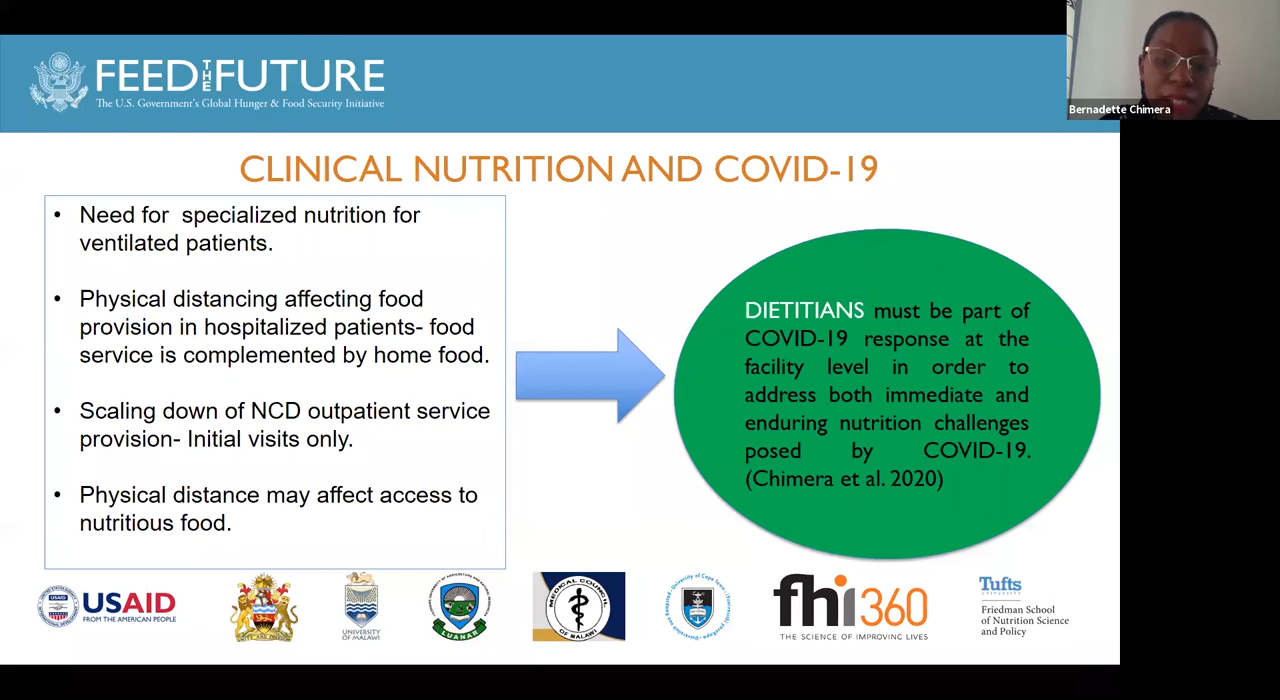 FEED THE FUTURE
The U.S. Government's Global Hunger & Food Security Initiative
Bernadette Chimera
CLINICAL NUTRITION AND COVID-19
• Need for specialized nutrition for
ventilated patients.
• Physical distancing affecting food
provision in hospitalized patients- food
service is complemented by home food.
• Scaling down of NCD outpatient service
provision- Initial visits only.
• Physical distance may affect access to
nutritious food.
DIETITIANS must be part of
COVID-19 response at the
facility level in order to
address both immediate and
enduring nutrition challenges
posed by COVID-19.
(Chimera et al. 2020)
USAID
USAID
FROM THE AMERICAN PEOPLE
UNIVERSITY
OF MALAWI
LUANAR
MEDICAL COUNCIL
OF MALAWI
University of Cape Town
fhi360
THE SCIENCE OF IMPROVING LIVES
Tufts
UNIVERSITY
Friedman School
of Nutrition Science
and Policy